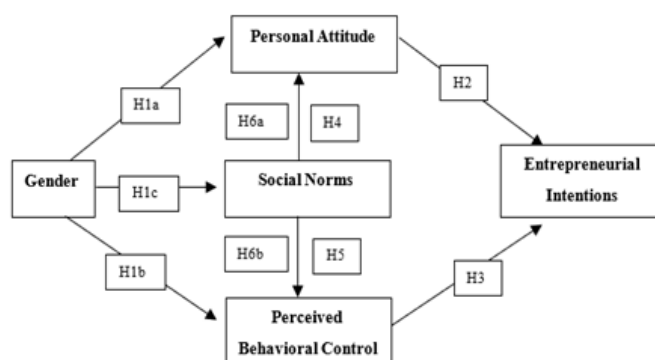 Personal Attitude
H1a
H2
H6a
H4
Gender
H1c
Social Norms
Entrepreneurial
Intentions
H6b
H5
H1b
H3
Perceived
Behavioral Control